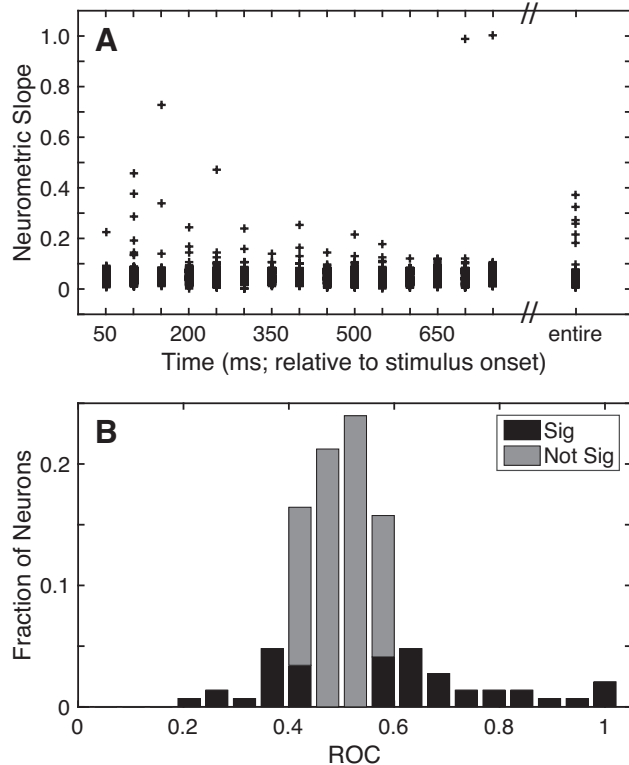 A
Neurometric Slope
1.0
0.8
0.6
0.4
0.2
0
50 200 350 500 650 entire
Time (ms; relative to stimulus onset)
B
Sig
Not Sig
Fraction of Neurons
0.2
0.1
0
0 0.2 0.4 0.6 0.8 1
ROC